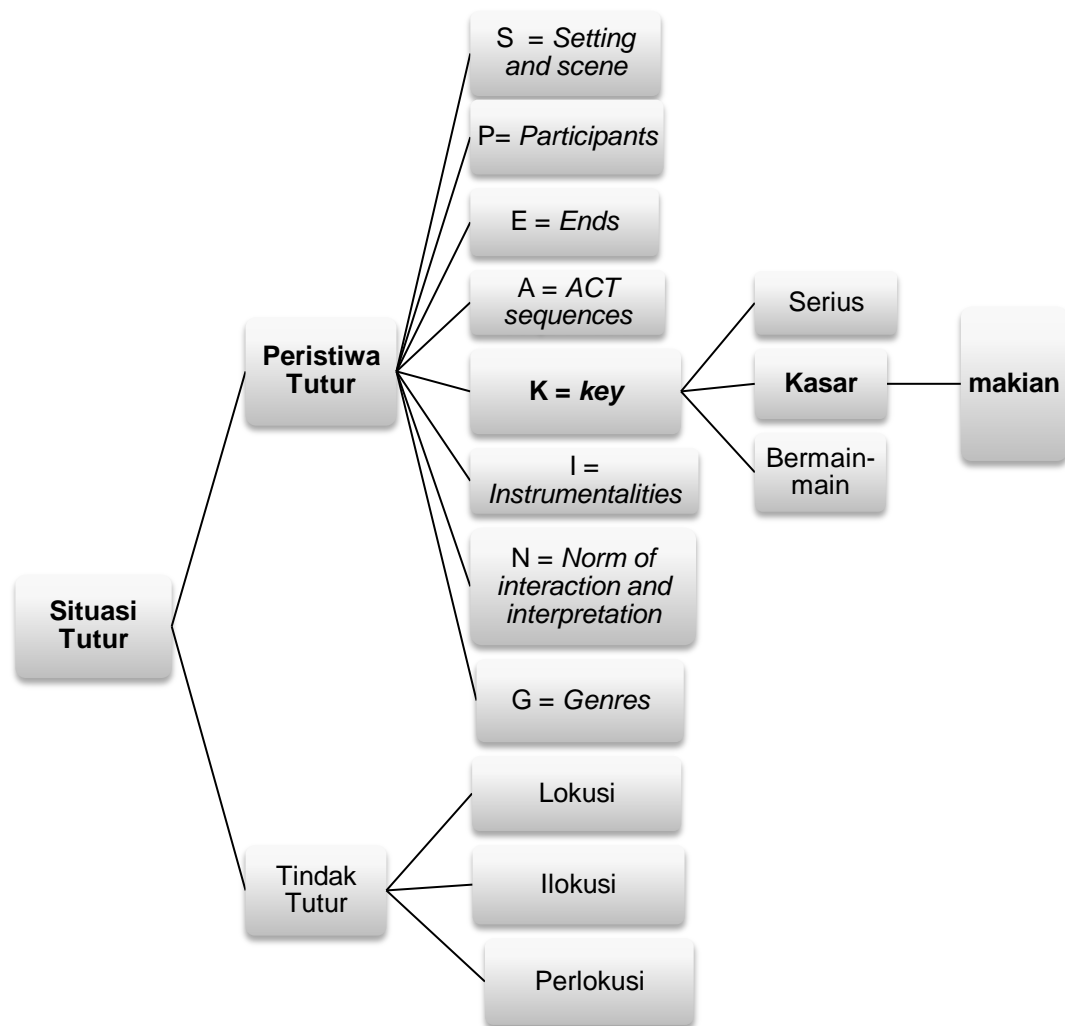 S = Setting
and scene
P= Participants
E = Ends
A = ACT
sequences
Serius
Peristiwa
Tutur
K = key
Kasar
makian
Bermain-
main
I =
Instrumentalities
N = Norm of
interaction and
interpretation
Situasi
Tutur
G = Genres
Lokusi
Tindak
Tutur
Ilokusi
Perlokusi